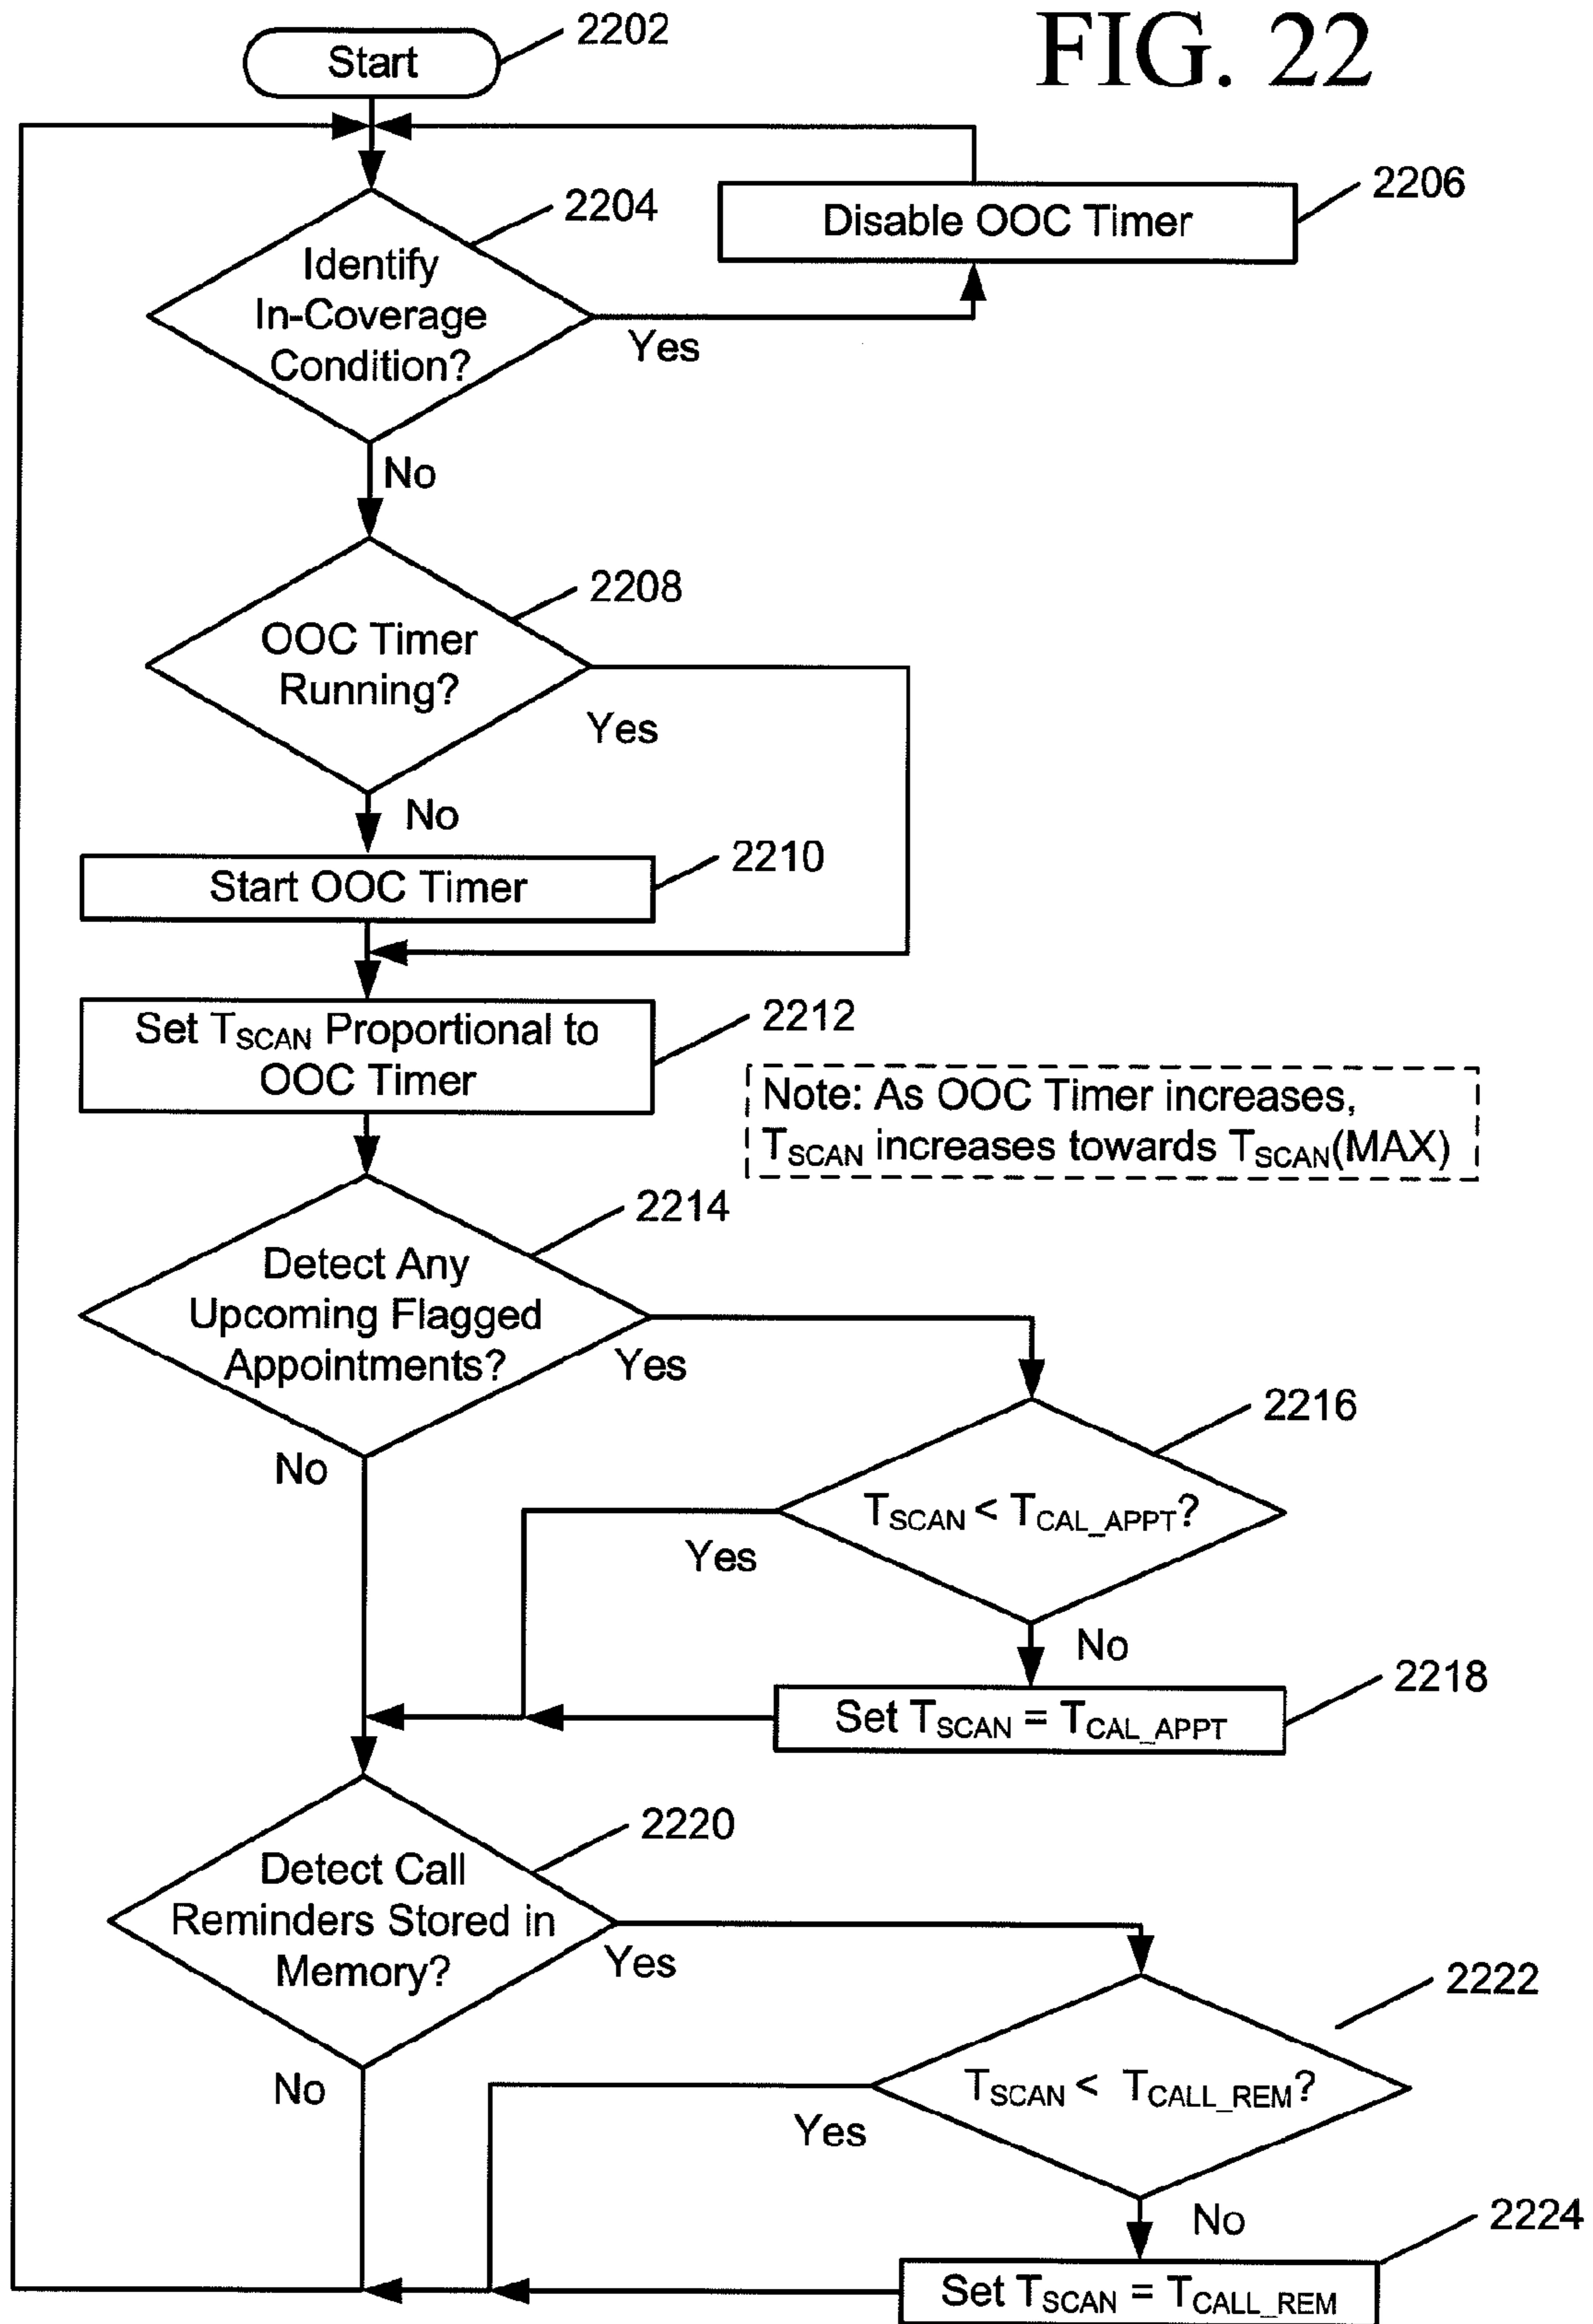 FIG. 22
Start
2202
2204
Identify
In-Coverage
Condition?
Yes
Disable OOC Timer
2206
No
2208
OOC Timer
Running?
Yes
No
2210
Start OOC Timer
2212
Set TSCAN Proportional to
OOC Timer
Note: As OOC Timer increases,
TSCAN increases towards TSCAN(MAX)
2214
Detect Any
Upcoming Flagged
Appointments?
Yes
No
2216
TSCAN < TCAL_APPT?
Yes
No
2218
Set TSCAN = TCAL_APPT
2220
Detect Call
Reminders Stored in
Memory?
Yes
No
2222
TSCAN < TCALL_REM?
Yes
No
2224
Set TSCAN = TCALL_REM